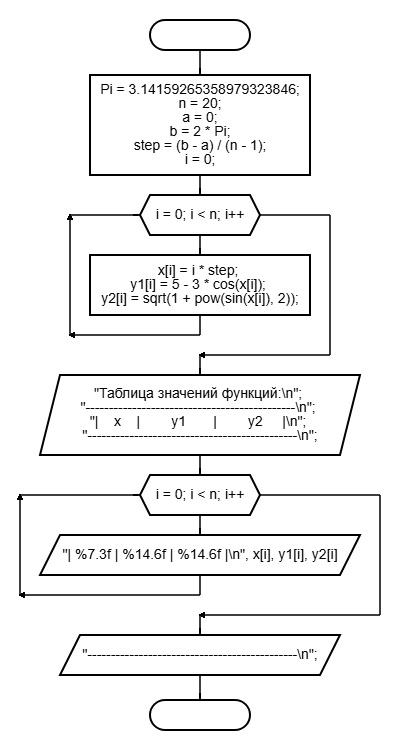 Pi = 3.14159265358979323846;
n = 20;
a = 0;
b = 2 * Pi;
step = (b - a) / (n - 1);
i = 0;
i = 0; i < n; i++
x[i] = i * step;
y1[i] = 5 - 3 * cos(x[i]);
y2[i] = sqrt(1 + pow(sin(x[i]), 2));
"Таблица значений функций:\n";
"--------------------------------------------\n";
"|    x    |        y1       |        y2     |\n";
"--------------------------------------------\n";
i = 0; i < n; i++
"| %7.3f | %14.6f | %14.6f |\n", x[i], y1[i], y2[i]
"--------------------------------------------\n";